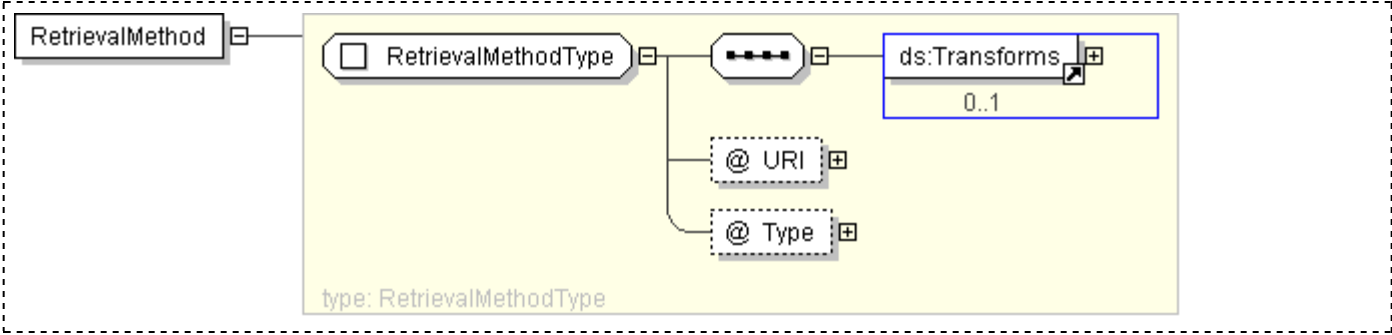 RetrievalMethod
RetrievalMethodType
ds:Transforms
0..1
@ URI
@ Type
type: RetrievalMethodType